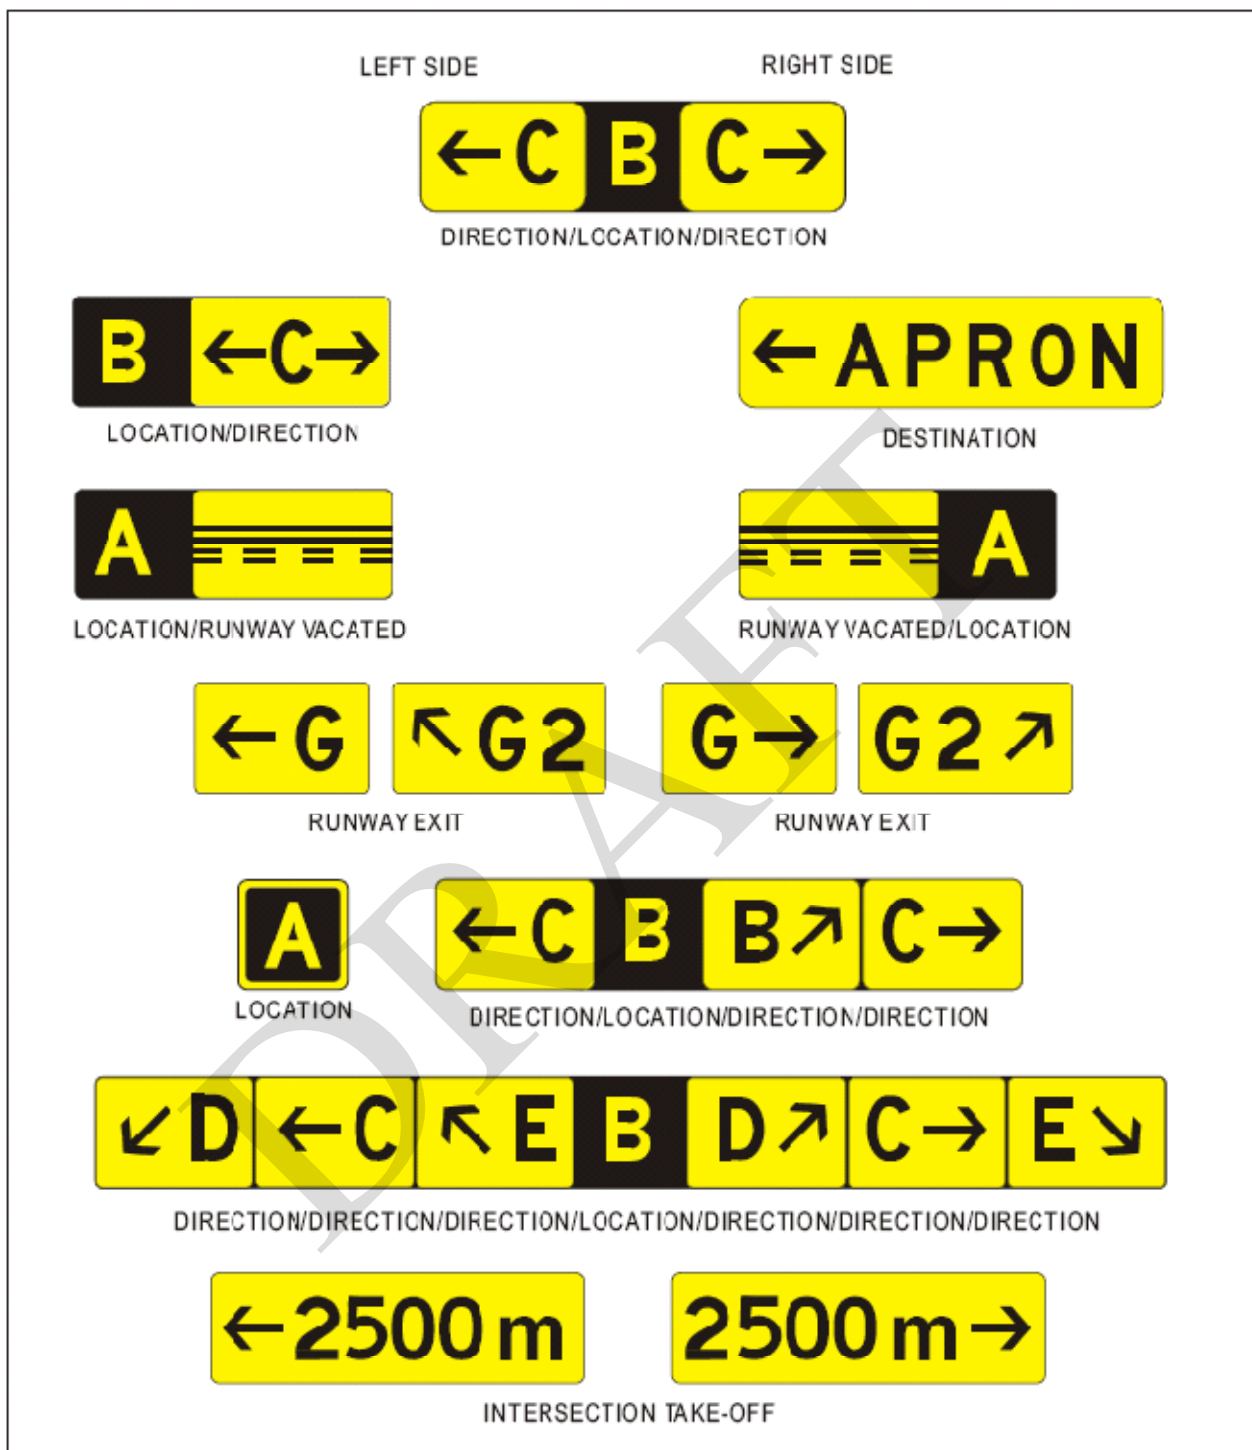 LEFT SIDE RIGHT SIDE
←C B C→
DIRECTION/LOCATION/DIRECTION
B ←C→ ←APRON
LOCATION/DIRECTION DESTINATION
A A
LOCATION/RUNWAY VACATED RUNWAY VACATED/LOCATION
←G ↖G2 G→ G2↗
RUNWAY EXIT RUNWAY EXIT
A ←C B B↗ C→
LOCATION DIRECTION/LOCATION/DIRECTION/DIRECTION
↙D ←C ↖E B D↗ C→ E↘
DIRECTION/DIRECTION/DIRECTION/LOCATION/DIRECTION/DIRECTION/DIRECTION
←2500m 2500m→
INTERSECTION TAKE-OFF
DRAFT